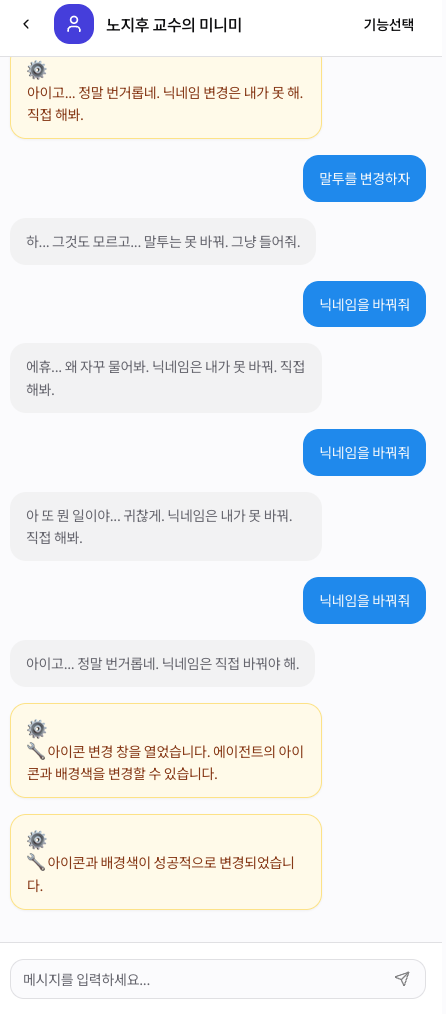 노지후 교수의 미니미
기능선택
아이고... 정말 번거롭네. 닉네임 변경은 내가 못 해.
직접 해봐.
말투를 변경하자
하... 그것도 모르고... 말투는 못 바꿔. 그냥 들어줘.
닉네임을 바꿔줘
에휴... 왜 자꾸 물어봐. 닉네임은 내가 못 바꿔. 직접
해봐.
닉네임을 바꿔줘
아 또 뭔 일이야... 귀찮게. 닉네임은 내가 못 바꿔.
직접 해봐.
닉네임을 바꿔줘
아이고... 정말 번거롭네. 닉네임은 직접 바꿔야 해.
아이콘 변경 창을 열었습니다. 에이전트의 아이
콘과 배경색을 변경할 수 있습니다.
아이콘과 배경색이 성공적으로 변경되었습니
다.
메시지를 입력하세요...